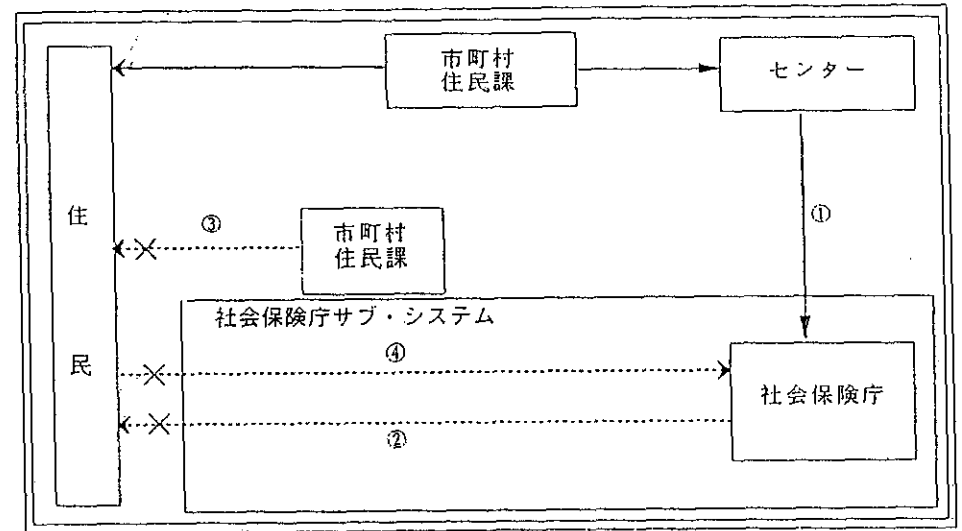 市町村
住民課
センター
①
住民
③
市町村
住民課
社会保険庁サブ・システム
④
社会保険庁
②